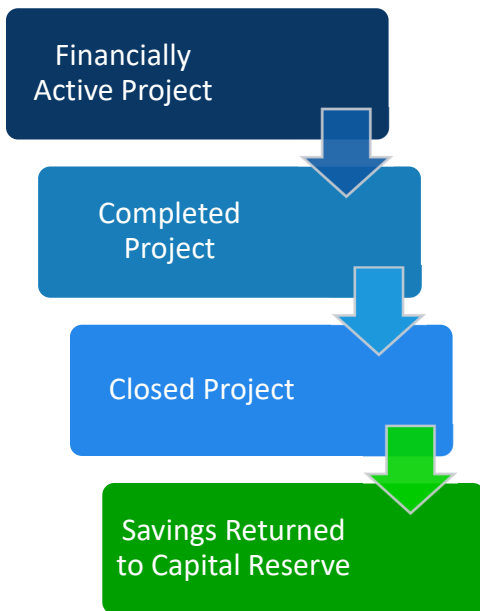 Financially
Active Project
Completed
Project
Closed Project
Savings Returned
to Capital Reserve